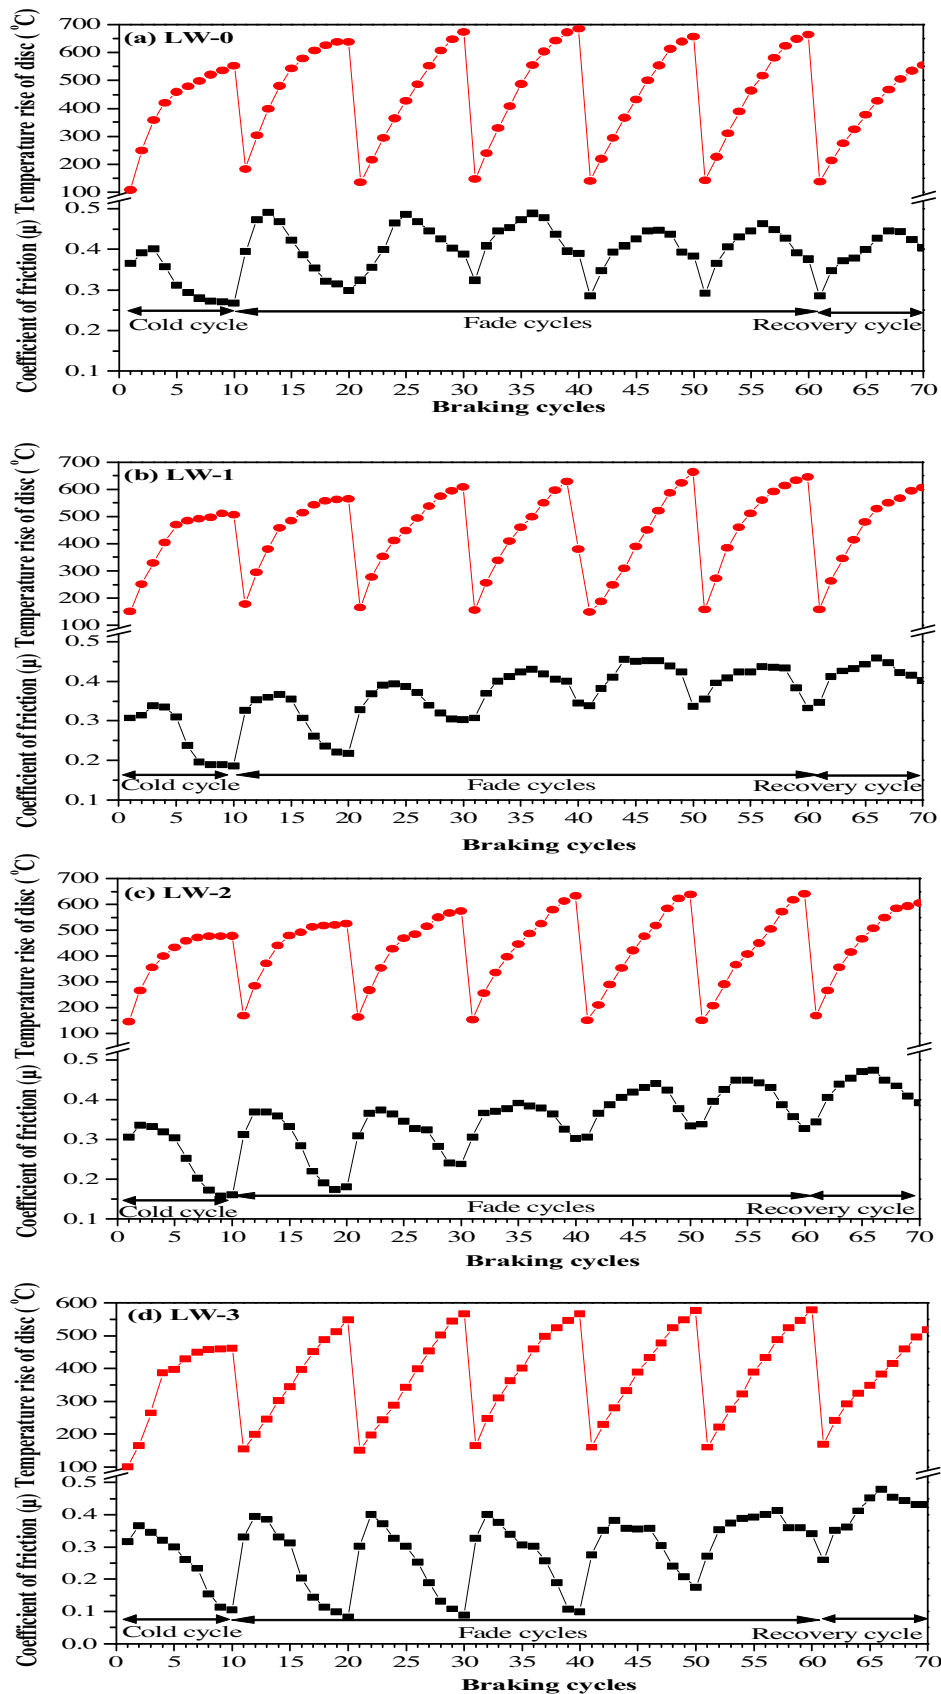 Coefficient of friction (μ) Temperature rise of disc (⁰C)
(a) LW-0
700
600
500
400
300
200
100
0.5
0.4
0.3
0.2
0.1
Cold cycle
Fade cycles
Recovery cycle
0 5 10 15 20 25 30 35 40 45 50 55 60 65 70
Braking cycles
Coefficient of friction (μ) Temperature rise of disc (⁰C)
(b) LW-1
700
600
500
400
300
200
100
0.5
0.4
0.3
0.2
0.1
Cold cycle
Fade cycles
Recovery cycle
0 5 10 15 20 25 30 35 40 45 50 55 60 65 70
Braking cycles
Coefficient of friction (μ) Temperature rise of disc (⁰C)
(c) LW-2
700
600
500
400
300
200
100
0.5
0.4
0.3
0.2
0.1
Cold cycle
Fade cycles
Recovery cycle
0 5 10 15 20 25 30 35 40 45 50 55 60 65 70
Braking cycles
Coefficient of friction (μ) Temperature rise of disc (⁰C)
(d) LW-3
600
500
400
300
200
100
0.5
0.4
0.3
0.2
0.1
0.0
Cold cycle
Fade cycles
Recovery cycle
0 5 10 15 20 25 30 35 40 45 50 55 60 65 70
Braking cycles